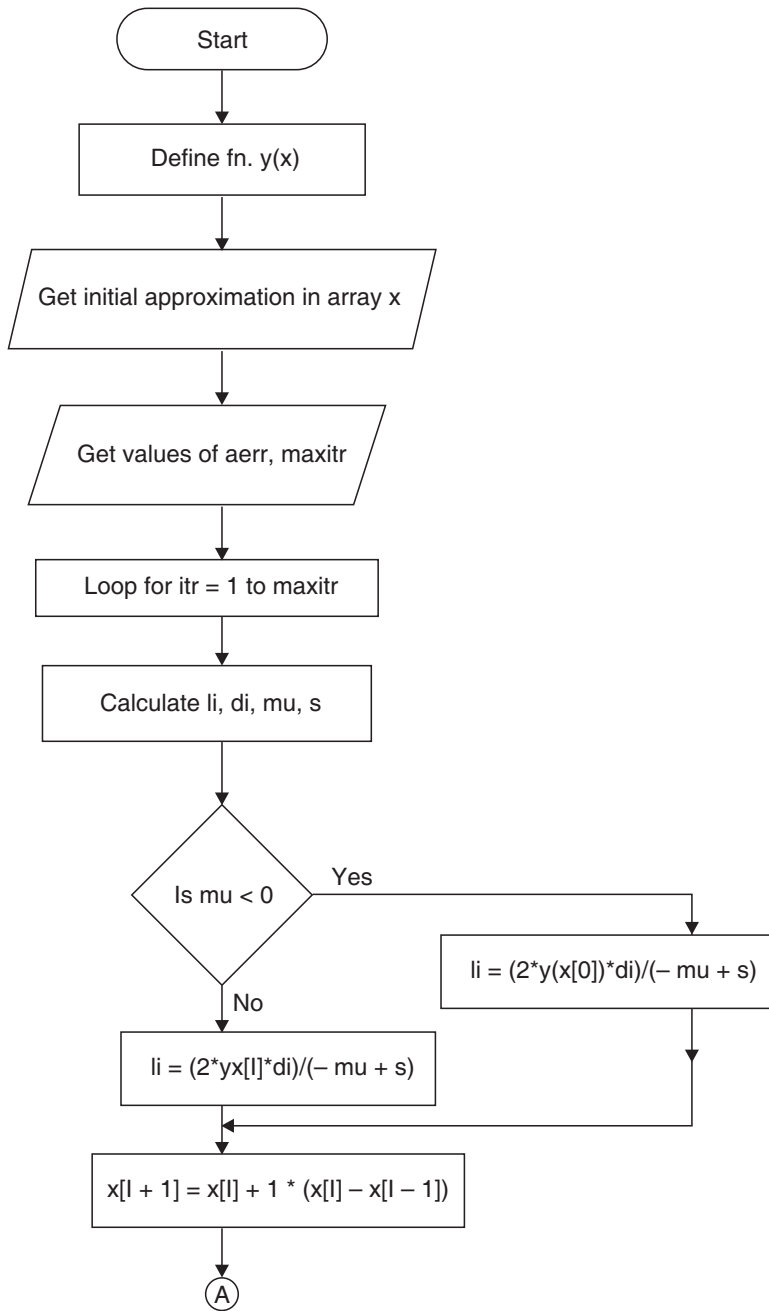 Start
Define fn. y(x)
Get initial approximation in array x
Get values of aerr, maxitr
Loop for itr = 1 to maxitr
Calculate li, di, mu, s
Is mu < 0
Yes
li = (2*y(x[0])*di)/(– mu + s)
No
li = (2*yx[I]*di)/(– mu + s)
x[I + 1] = x[I] + 1 * (x[I] – x[I – 1])
A